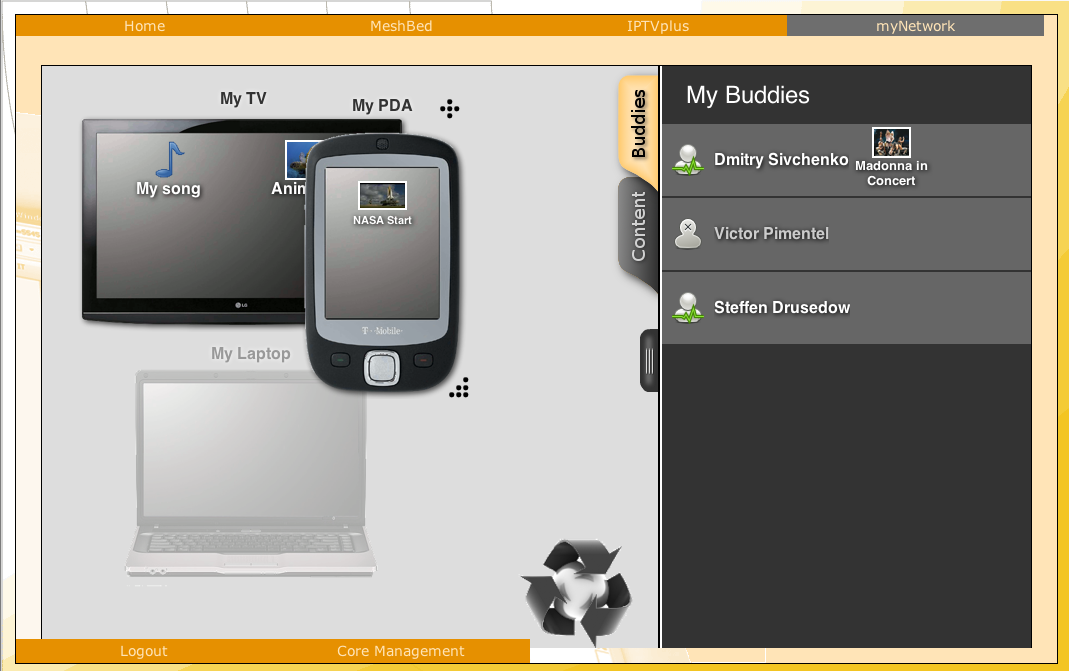 Home
MeshBed
IPTVplus
myNetwork
My TV
My PDA
My song
Anim
NASA Start
LG
T··Mobile·
My Laptop
Buddies
Content
My Buddies
Dmitry Sivchenko
Madonna in
Concert
Victor Pimentel
Steffen Drusedow
Logout
Core Management